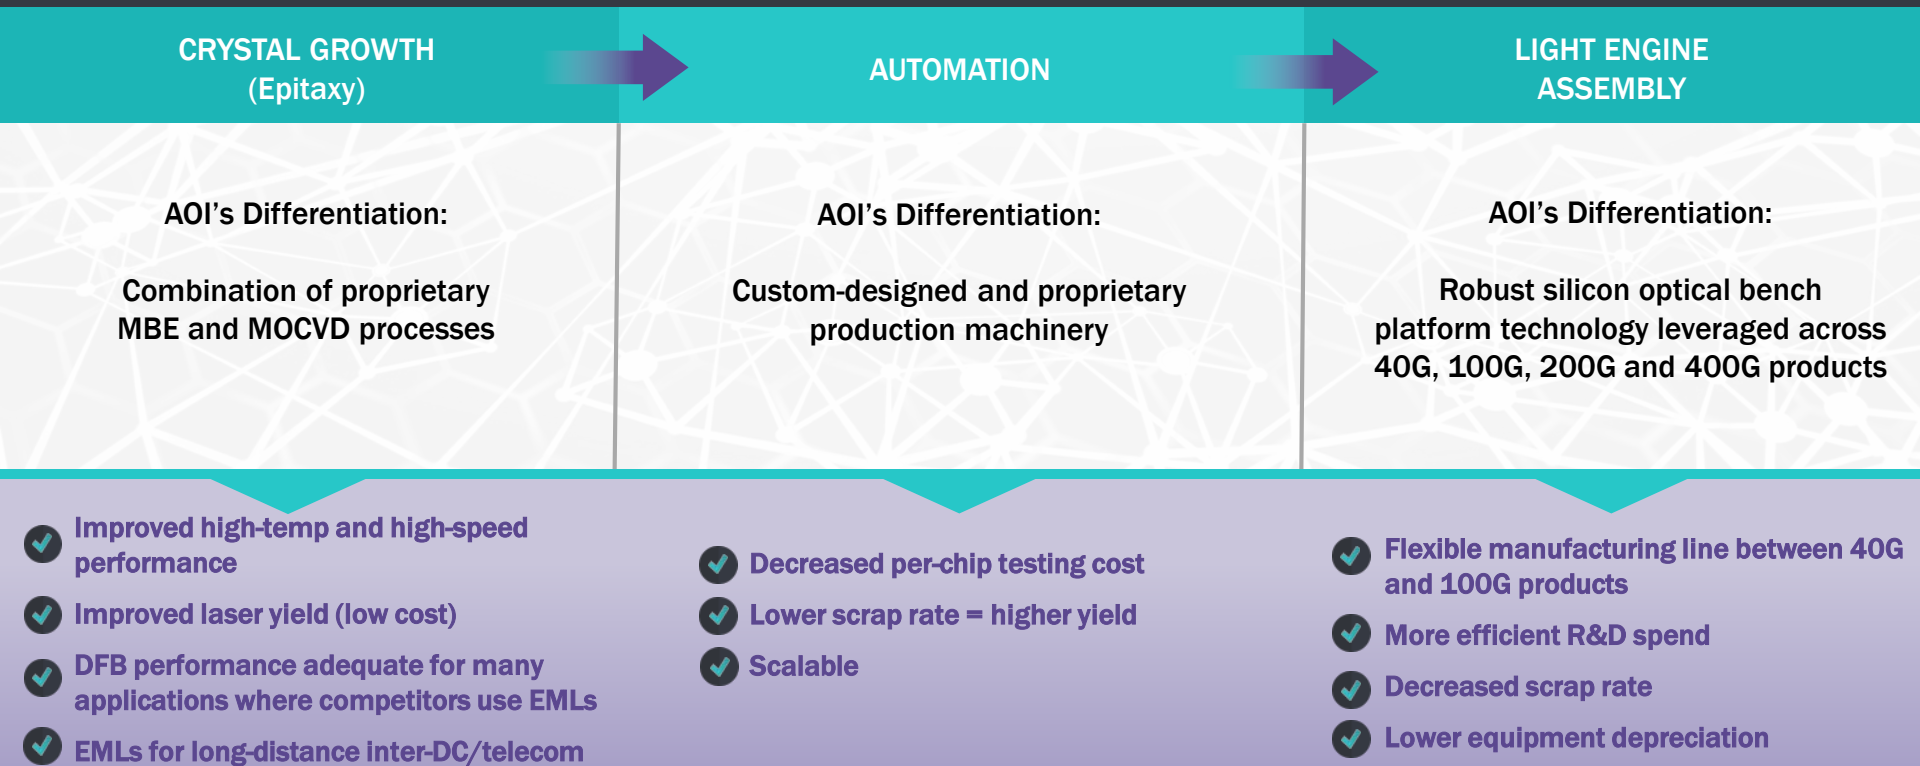 CRYSTAL GROWTH
(Epitaxy)
AUTOMATION
LIGHT ENGINE
ASSEMBLY
AOI's Differentiation:
Combination of proprietary
MBE and MOCVD processes
AOI's Differentiation:
Custom-designed and proprietary
production machinery
AOI's Differentiation:
Robust silicon optical bench
platform technology leveraged across
40G, 100G, 200G and 400G products
Improved high-temp and high-speed
performance
Improved laser yield (low cost)
DFB performance adequate for many
applications where competitors use EMLs
EMLs for long-distance inter-DC/telecom
Decreased per-chip testing cost
Lower scrap rate = higher yield
Scalable
Flexible manufacturing line between 40G
and 100G products
More efficient R&D spend
Decreased scrap rate
Lower equipment depreciation